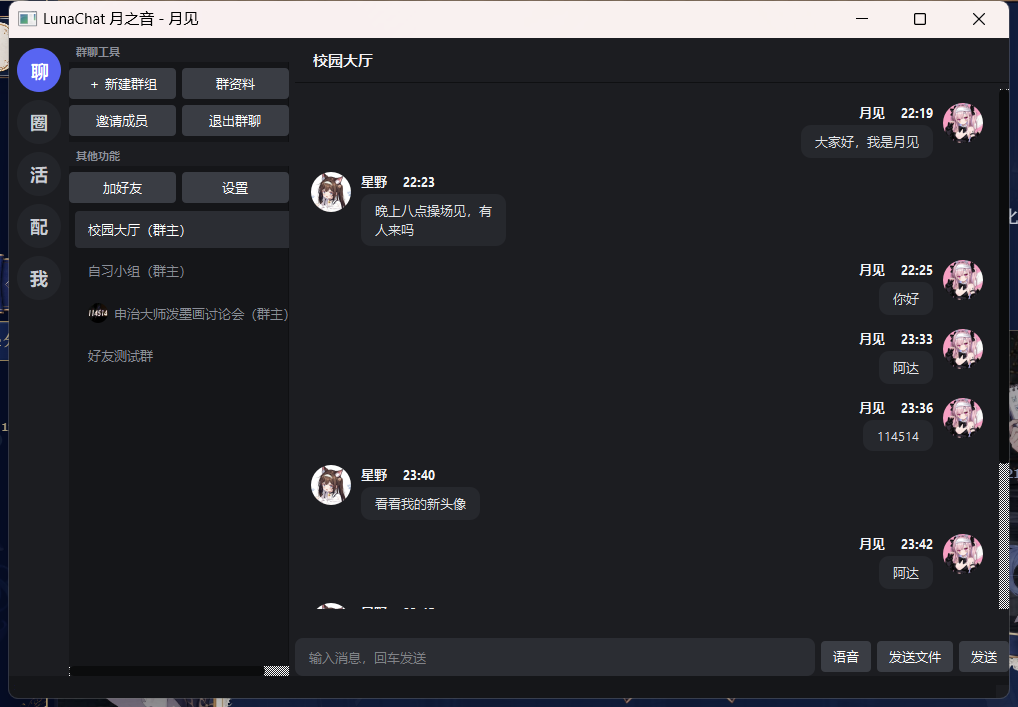 LunaChat 月之音 - 月见
聊
圈
活
配
我
群聊工具
+ 新建群组
群资料
邀请成员
退出群聊
其他功能
加好友
设置
校园大厅（群主）
自习小组（群主）
114514
申治大师泼墨画讨论会（群主）
好友测试群
校园大厅
月见 22:19
大家好，我是月见
星野 22:23
晚上八点操场见，有
人来吗
月见 22:25
你好
月见 23:33
阿达
月见 23:36
114514
星野 23:40
看看我的新头像
月见 23:42
阿达
输入消息，回车发送
语音
发送文件
发送